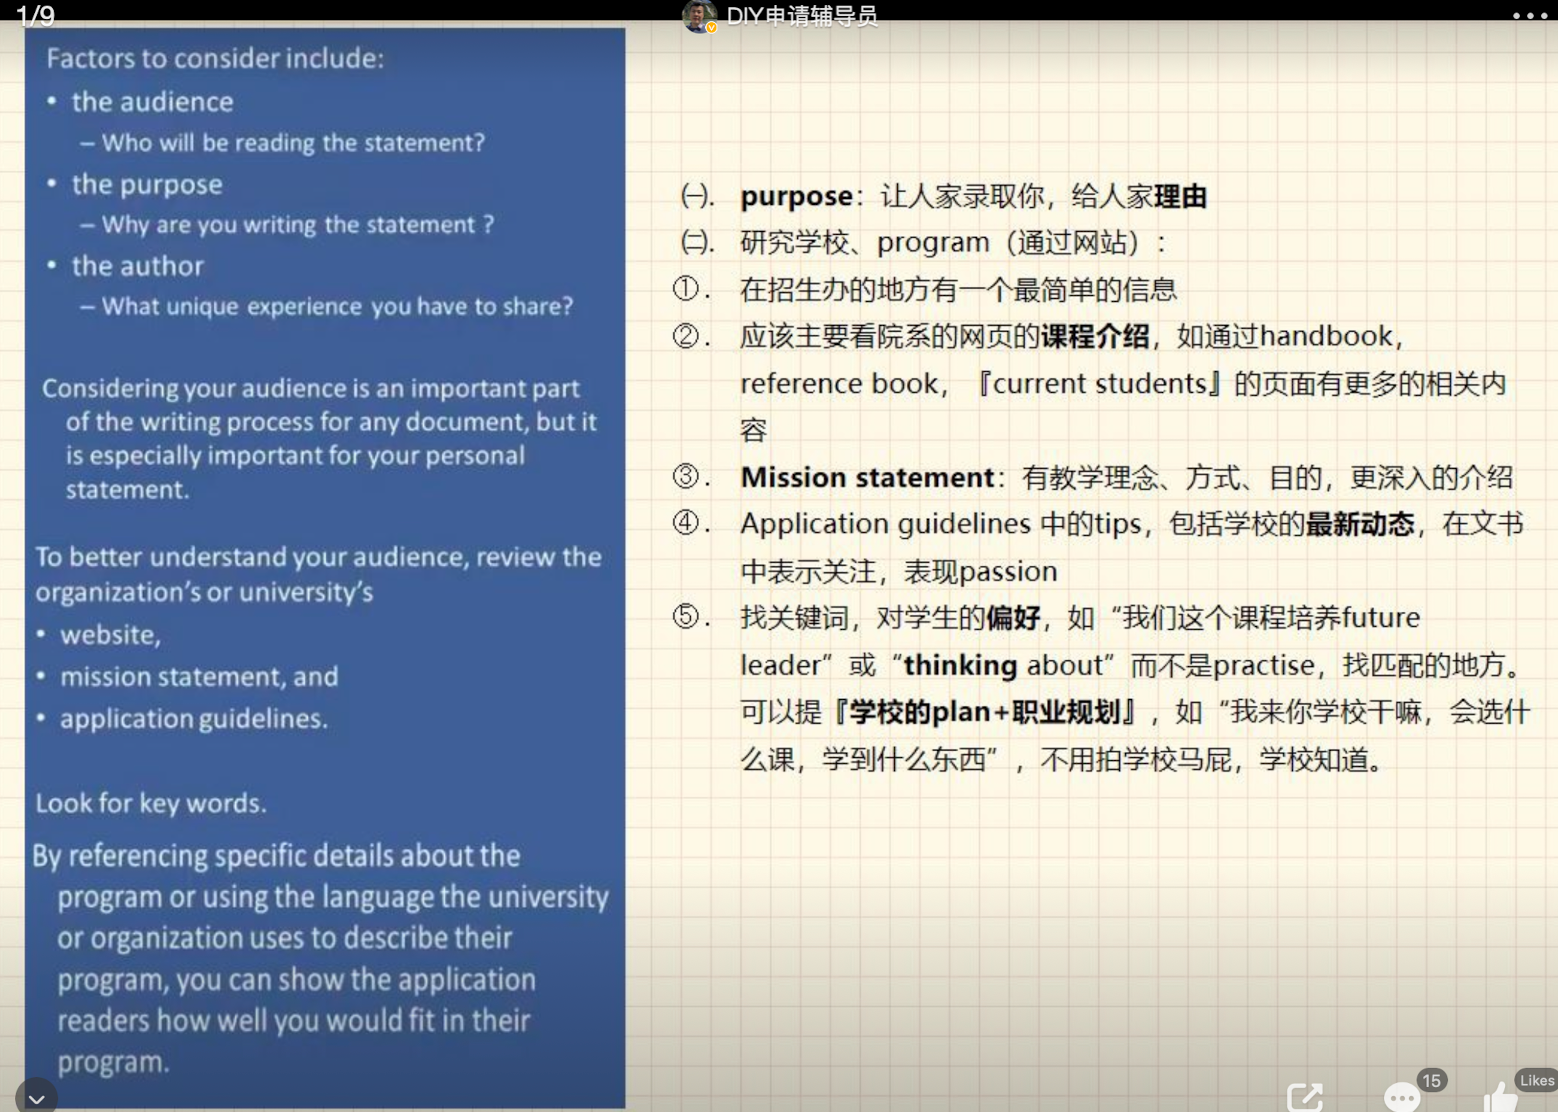 1/9
DIY申请辅导员
Factors to consider include:
• the audience
– Who will be reading the statement?
• the purpose
– Why are you writing the statement ?
• the author
– What unique experience you have to share?
Considering your audience is an important part
of the writing process for any document, but it
is especially important for your personal
statement.
To better understand your audience, review the
organization's or university's
• website,
• mission statement, and
• application guidelines.
Look for key words.
By referencing specific details about the
program or using the language the university
or organization uses to describe their
program, you can show the application
readers how well you would fit in their
program.
㈠. purpose：让人家录取你，给人家理由
㈡. 研究学校、program（通过网站）：
①. 在招生办的地方有一个最简单的信息
②. 应该主要看院系的网页的课程介绍，如通过handbook，
reference book，『current students』的页面有更多的相关内
容
③. Mission statement：有教学理念、方式、目的，更深入的介绍
④. Application guidelines 中的tips，包括学校的最新动态，在文书
中表示关注，表现passion
⑤. 找关键词，对学生的偏好，如“我们这个课程培养future
leader”或“thinking about”而不是practise，找匹配的地方。
可以提『学校的plan+职业规划』，如“我来你学校干嘛，会选什
么课，学到什么东西”，不用拍学校马屁，学校知道。
15
Likes